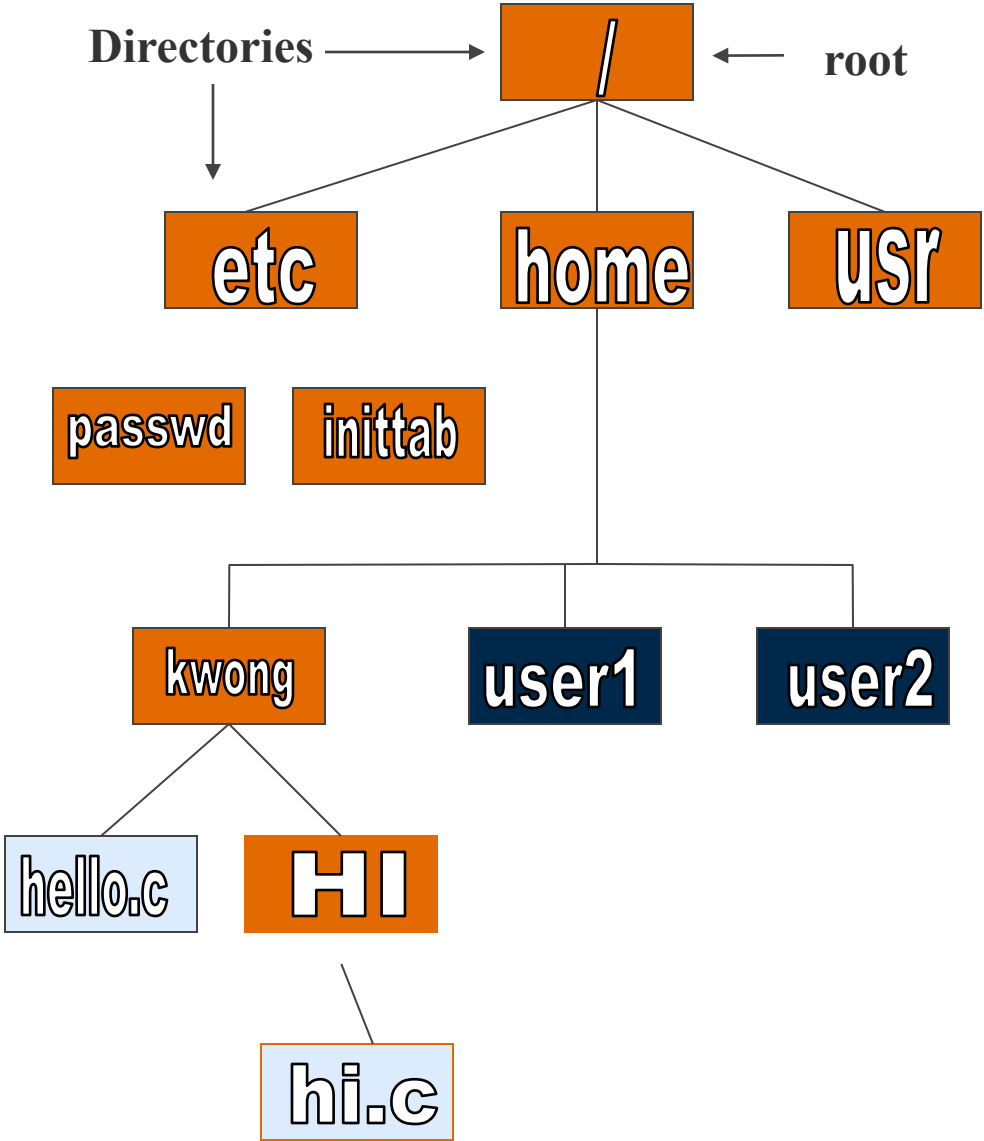 Directories
/
root
etc
home
usr
passwd
inittab
kwong
user1
user2
hello.c
HI
hi.c